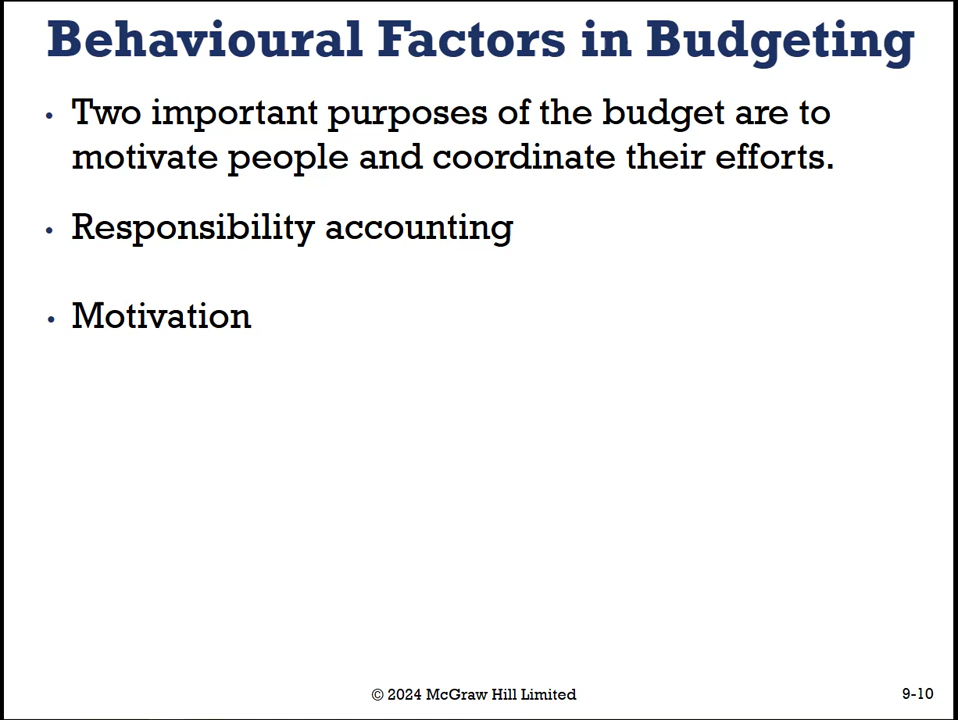 Behavioural Factors in Budgeting
• Two important purposes of the budget are to
motivate people and coordinate their efforts.
• Responsibility accounting
• Motivation
© 2024 McGraw Hill Limited
9-10